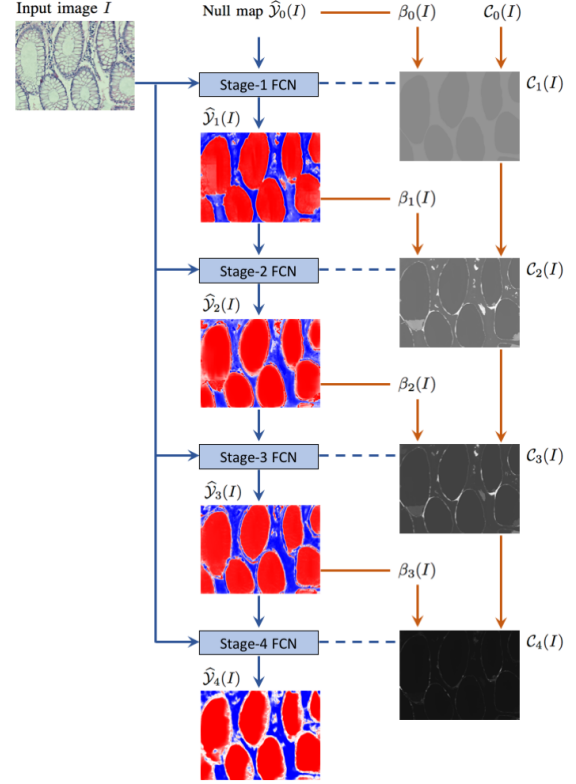 Input image I
Null map Ŷ₀(I)
β₀(I)
C₀(I)
Stage-1 FCN
C₁(I)
Ŷ₁(I)
β₁(I)
Stage-2 FCN
C₂(I)
Ŷ₂(I)
β₂(I)
Stage-3 FCN
C₃(I)
Ŷ₃(I)
β₃(I)
Stage-4 FCN
C₄(I)
Ŷ₄(I)